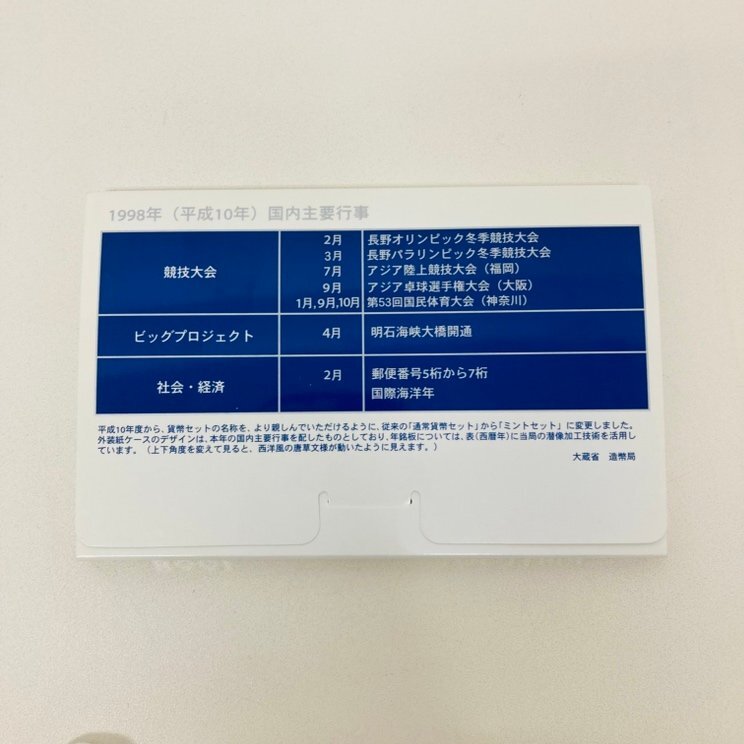 1998年（平成10年）国内主要行事
競技大会
2月 長野オリンピック冬季競技大会
3月 長野パラリンピック冬季競技大会
7月 アジア陸上競技大会（福岡）
9月 アジア卓球選手権大会（大阪）
1月,9月,10月 第53回国民体育大会（神奈川）
ビッグプロジェクト 4月 明石海峡大橋開通
社会・経済 2月 郵便番号5桁から7桁
国際海洋年
平成10年度から、貨幣セットの名称を、より親しんでいただけるように、従来の「通常貨幣セット」から「ミントセット」に変更しました。
外装紙ケースのデザインは、本年の国内主要行事を配したものとしており、年銘板については、表（西暦年）に当局の潜像加工技術を活用し
ています。（上下角度を変えて見ると、西洋風の唐草文様が動いたように見えます。）
大蔵省 造幣局